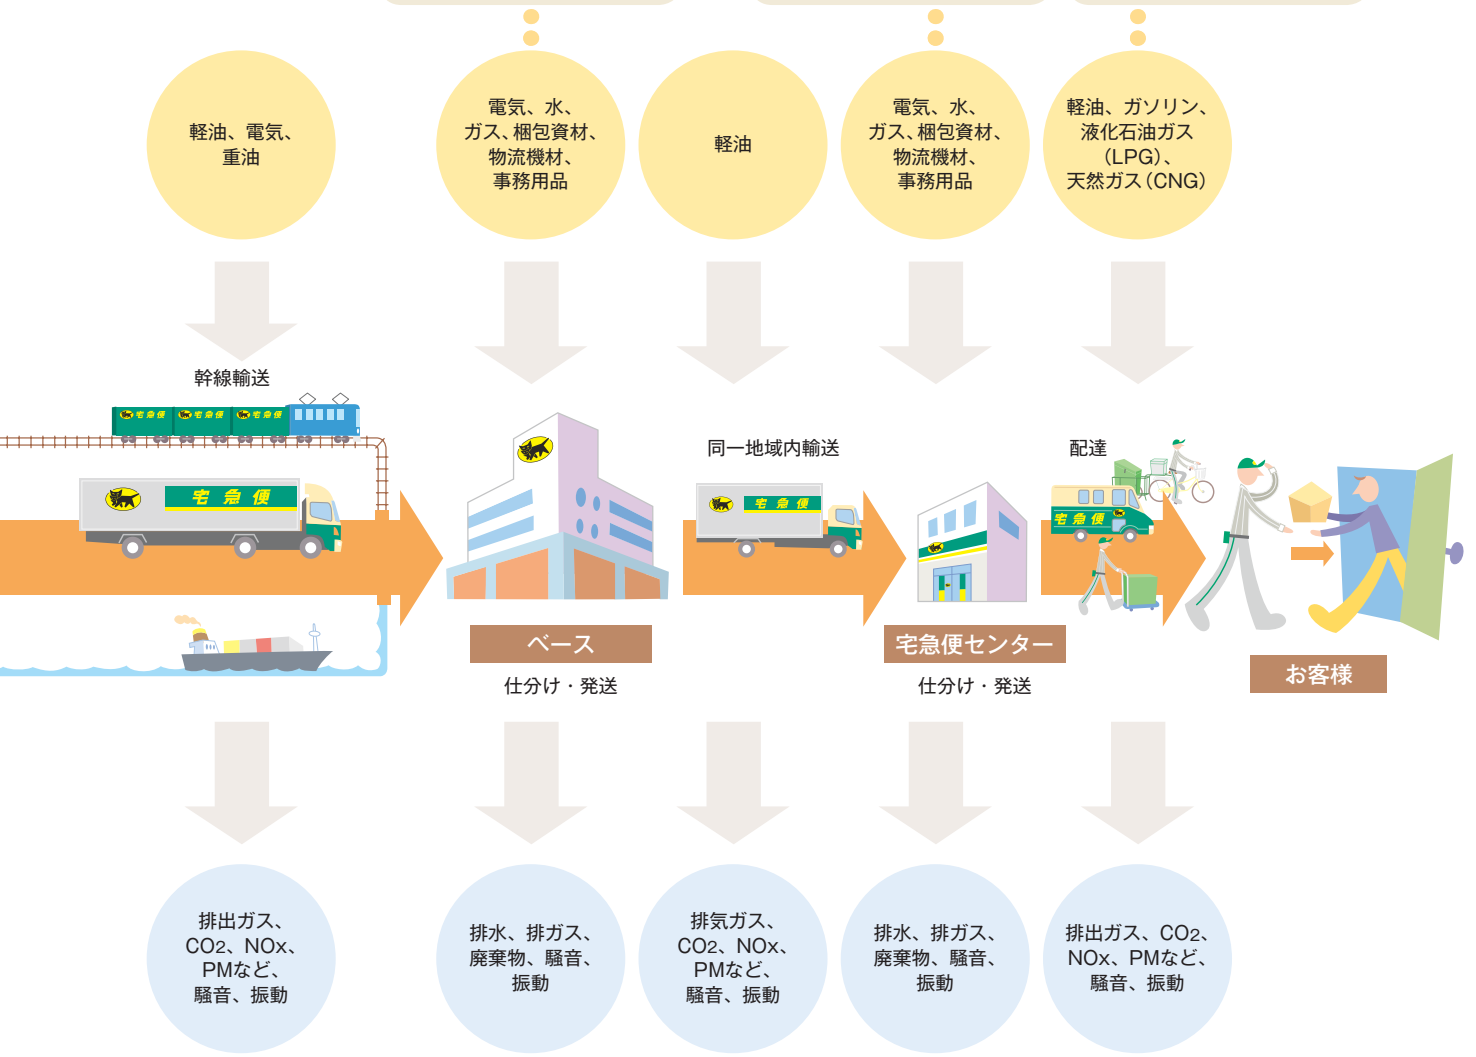 軽油、電気、
重油
電気、水、
ガス、梱包資材、
物流機材、
事務用品
軽油
電気、水、
ガス、梱包資材、
物流機材、
事務用品
軽油、ガソリン、
液化石油ガス
（LPG）、
天然ガス（CNG）
幹線輸送
宅急便
宅急便
宅急便
宅急便
同一地域内輸送
宅急便
配達
宅急便
ベース
仕分け・発送
宅急便センター
仕分け・発送
お客様
排出ガス、
CO2、NOx、
PMなど、
騒音、振動
排水、排ガス、
廃棄物、騒音、
振動
排気ガス、
CO2、NOx、
PMなど、
騒音、振動
排水、排ガス、
廃棄物、騒音、
振動
排出ガス、CO2、
NOx、PMなど、
騒音、振動